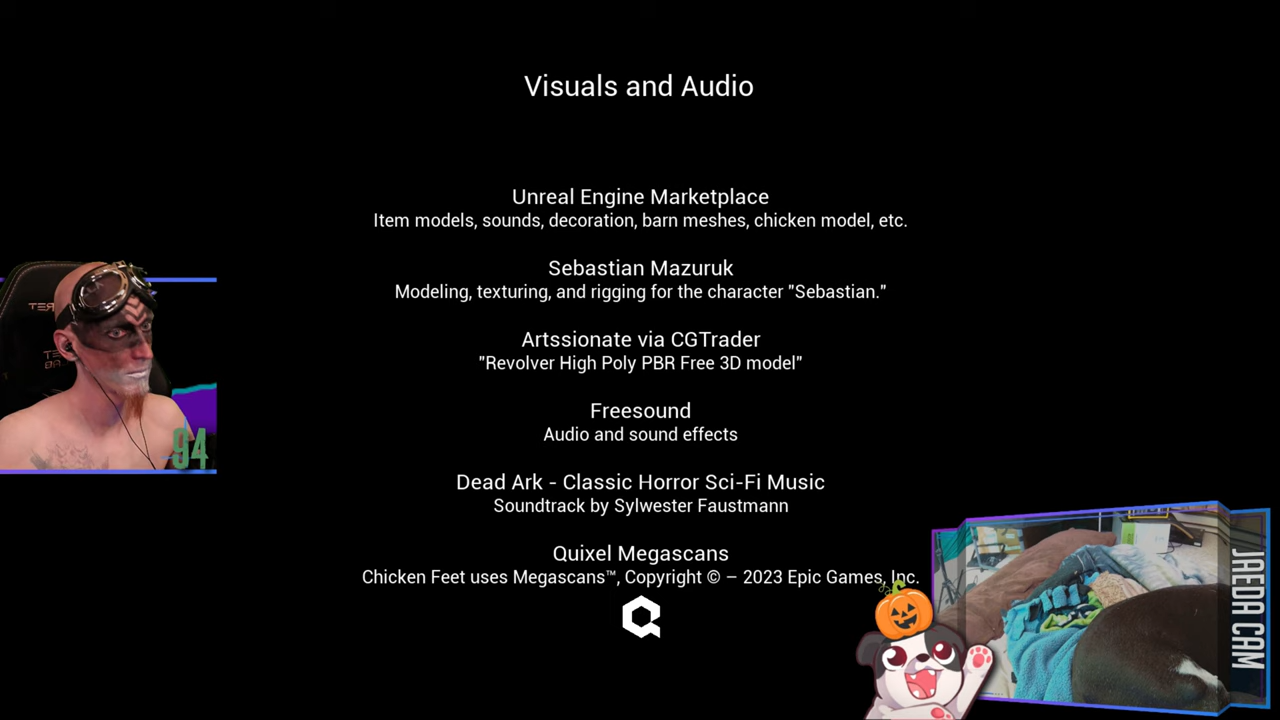 Visuals and Audio
Unreal Engine Marketplace
Item models, sounds, decoration, barn meshes, chicken model, etc.
Sebastian Mazuruk
Modeling, texturing, and rigging for the character "Sebastian."
Artssionate via CGTrader
"Revolver High Poly PBR Free 3D model"
Freesound
Audio and sound effects
Dead Ark - Classic Horror Sci-Fi Music
Soundtrack by Sylwester Faustmann
Quixel Megascans
Chicken Feet uses Megascans™, Copyright © – 2023 Epic Games, Inc.
94
JAEDA CAM